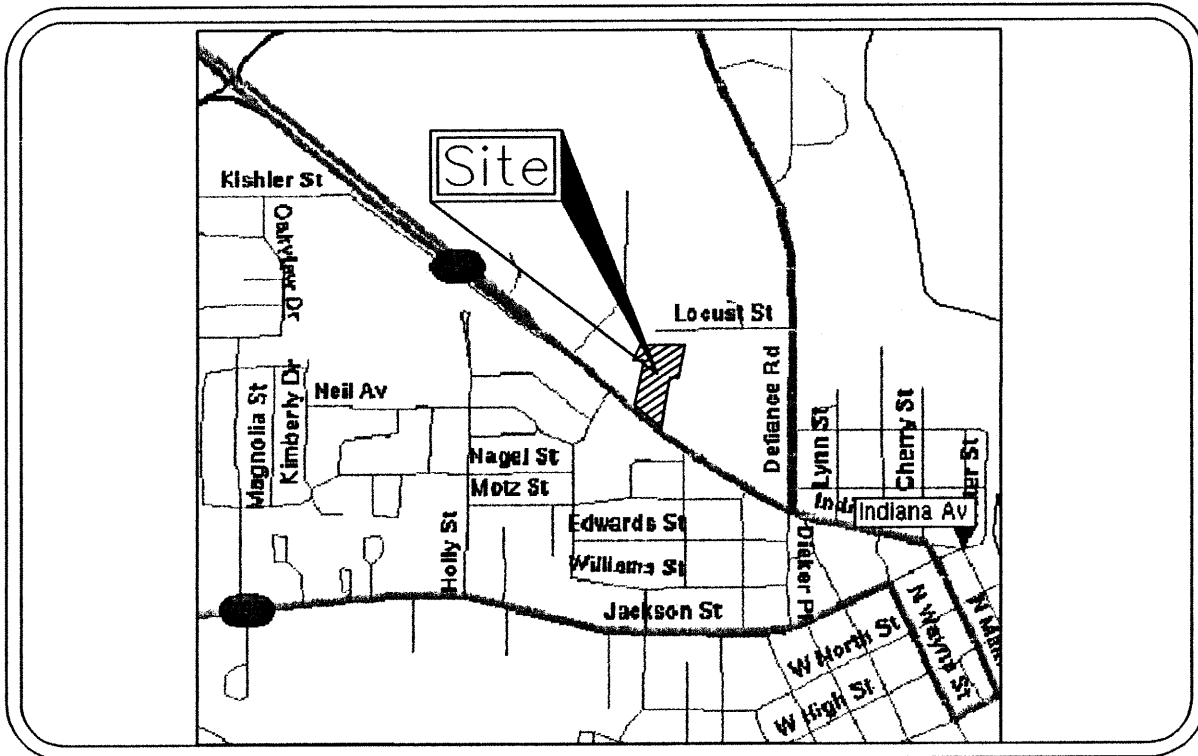 Site
Kishler St
Oakview Dr
Locust St
Defiance Rd
Neil Av
Magnolia St
Kimberly Dr
Nagel St
Motz St
Lynn St
Cherry St
Indiana Av
Edwards St
Williams St
Holly St
Dieker Pl
Jackson St
W North St
N Wayne St
W High St